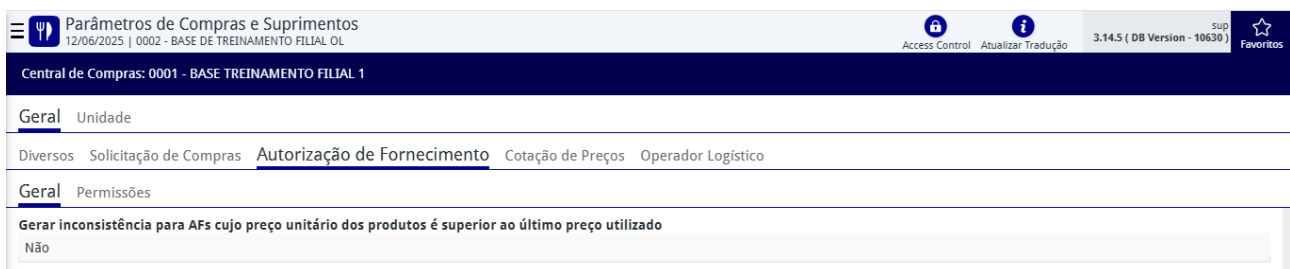 Parâmetros de Compras e Suprimentos
12/06/2025 | 0002 - BASE DE TREINAMENTO FILIAL OL
Access Control Atualizar Tradução
sup
3.14.5 ( DB Version - 10630 )
Favoritos
Central de Compras: 0001 - BASE TREINAMENTO FILIAL 1
Geral Unidade
Diversos Solicitação de Compras Autorização de Fornecimento Cotação de Preços Operador Logístico
Geral Permissões
Gerar inconsistência para AFs cujo preço unitário dos produtos é superior ao último preço utilizado
Não